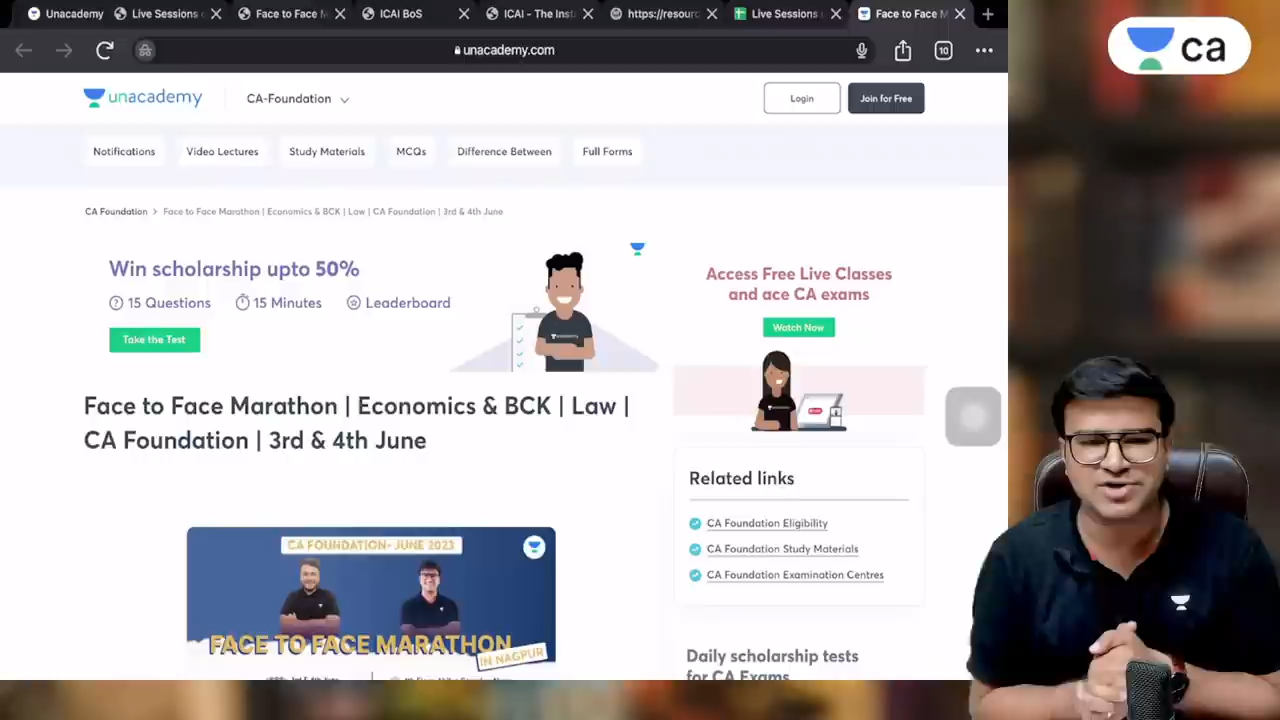 Unacademy
Live Sessions
Face to Face M
ICAI BoS
ICAI - The Inst
https://resourc
Live Sessions
Face to Face M
unacademy.com
10
ca
unacademy
CA-Foundation
Login
Join for Free
Notifications
Video Lectures
Study Materials
MCQs
Difference Between
Full Forms
CA Foundation > Face to Face Marathon | Economics & BCK | Law | CA Foundation | 3rd & 4th June
Win scholarship upto 50%
15 Questions
15 Minutes
Leaderboard
Take the Test
Access Free Live Classes
and ace CA exams
Watch Now
Face to Face Marathon | Economics & BCK | Law |
CA Foundation | 3rd & 4th June
Related links
CA Foundation Eligibility
CA Foundation Study Materials
CA Foundation Examination Centres
CA FOUNDATION- JUNE 2023
FACE TO FACE MARATHON
IN NAGPUR
Daily scholarship tests
for CA Exams